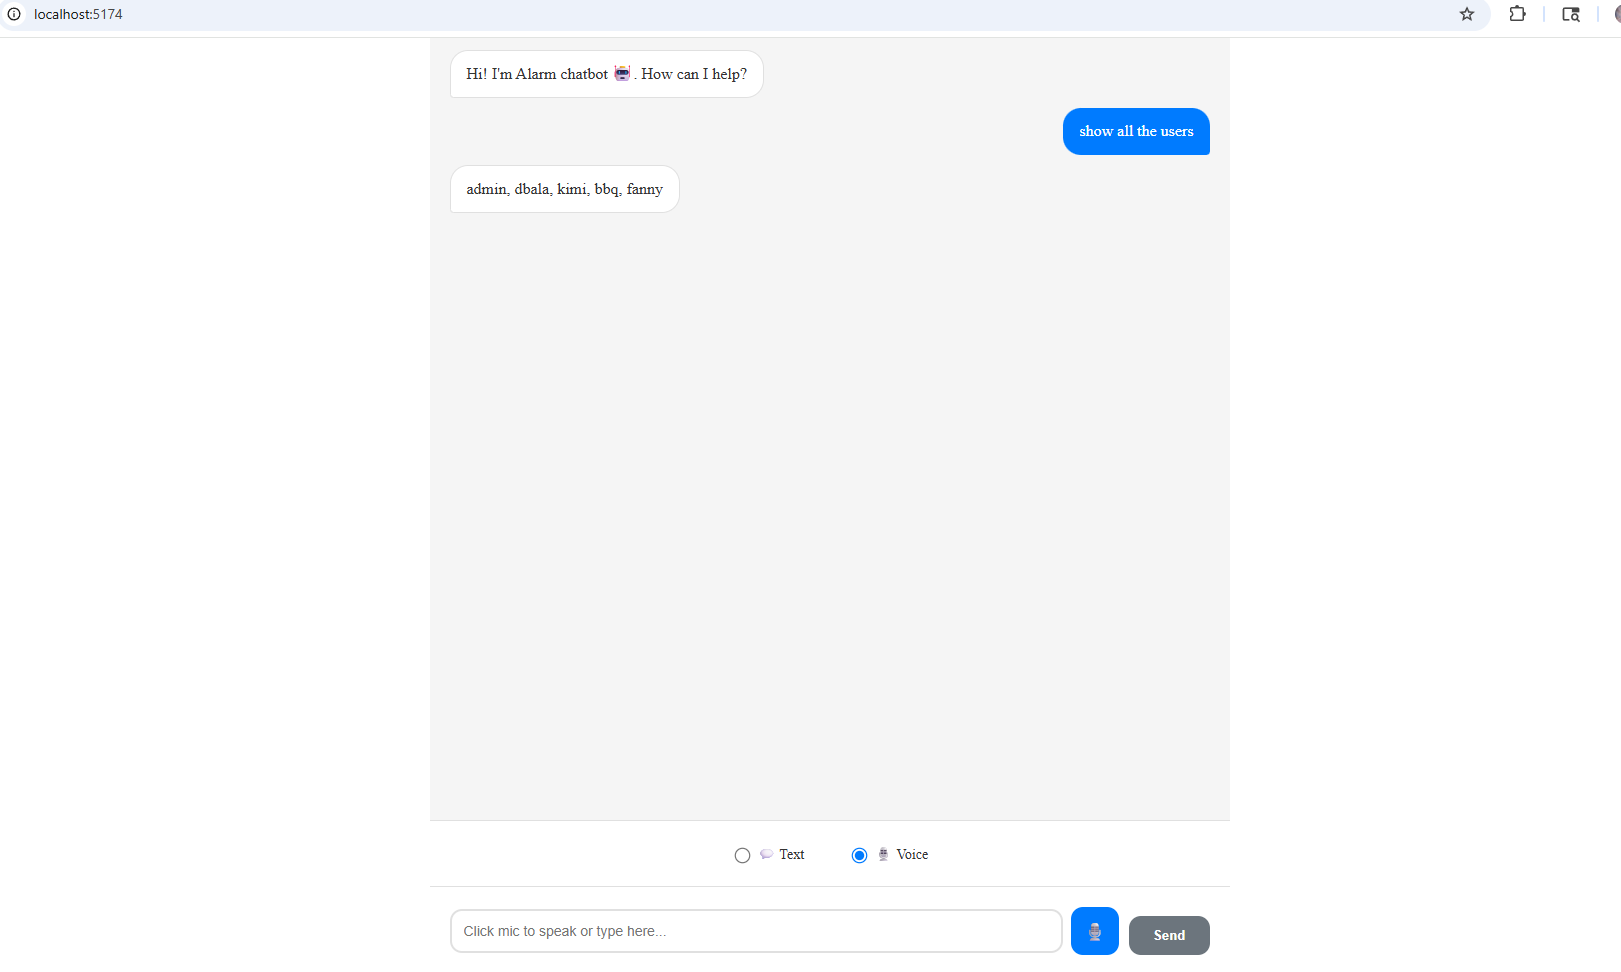 localhost:5174
Hi! I'm Alarm chatbot 🤖 . How can I help?
show all the users
admin, dbala, kimi, bbq, fanny
💬 Text
🎙️ Voice
Click mic to speak or type here...
Send